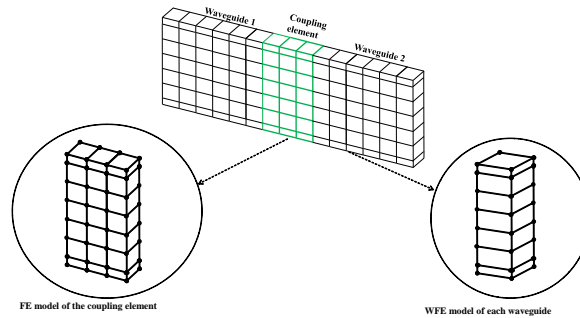 Waveguide 1
Coupling
element
Waveguide 2
FE model of the coupling element
WFE model of each waveguide